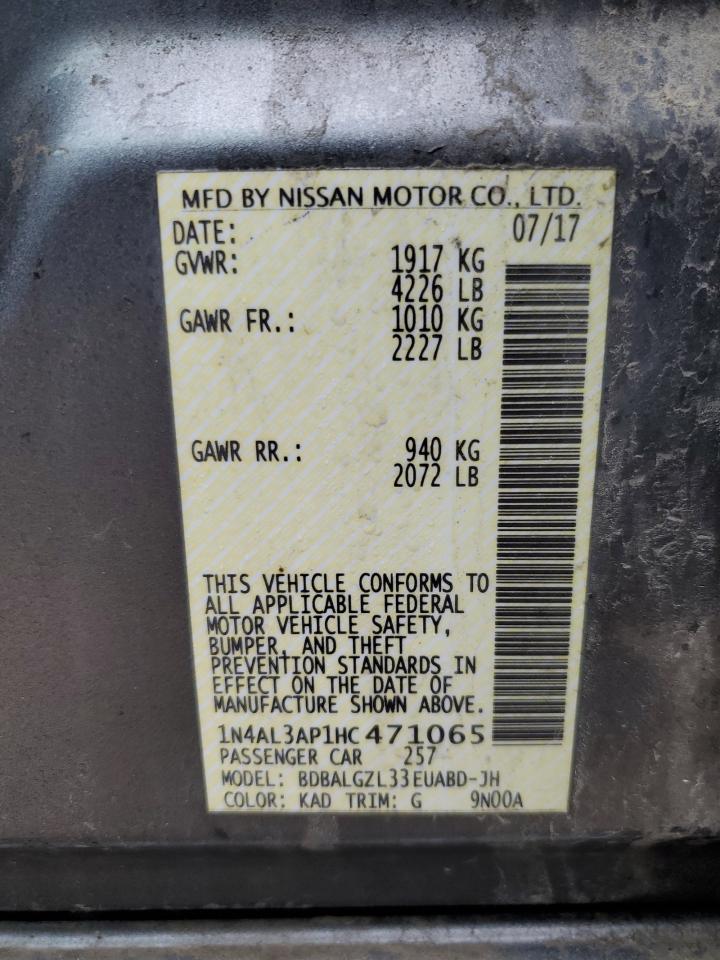 MFD BY NISSAN MOTOR CO., LTD.
DATE: 07/17
GVWR: 1917 KG
4226 LB
GAWR FR.: 1010 KG
2227 LB
GAWR RR.: 940 KG
2072 LB
THIS VEHICLE CONFORMS TO
ALL APPLICABLE FEDERAL
MOTOR VEHICLE SAFETY,
BUMPER, AND THEFT
PREVENTION STANDARDS IN
EFFECT ON THE DATE OF
MANUFACTURE SHOWN ABOVE.
1N4AL3AP1HC471065
PASSENGER CAR 257
MODEL: BDBALGZL33EUABD-JH
COLOR: KAD TRIM: G 9N00A